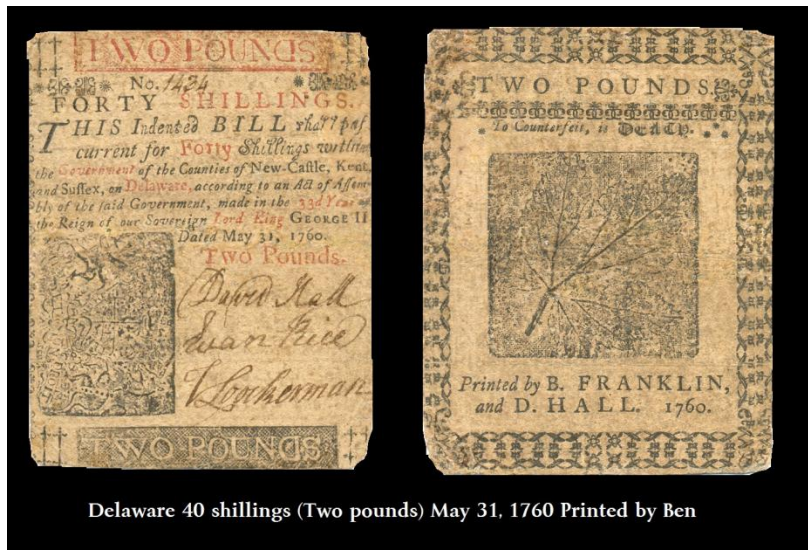 TWO POUNDS
No. 1434
FORTY SHILLINGS.
THIS Indented BILL shall pass
current for Forty Shillings within
the Government of the Counties of New-Castle, Kent,
and Sussex, on Delaware, according to an Act of Assem-
bly of the said Government, made in the 33d Year of
the Reign of our Sovereign Lord King GEORGE II
Dated May 31, 1760.
Two Pounds.
David Hall
Evan Rice
V Loockerman
TWO POUNDS
TWO POUNDS.
To Counterfeit, is DEATH.
Printed by B. FRANKLIN,
and D. HALL. 1760.
Delaware 40 shillings (Two pounds) May 31, 1760 Printed by Ben